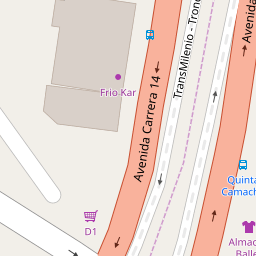 Avenida
TransMilenio - Tronc
Frio Kar
Avenida Carrera 14
Quinta
Camach
D1
Almac
Balle